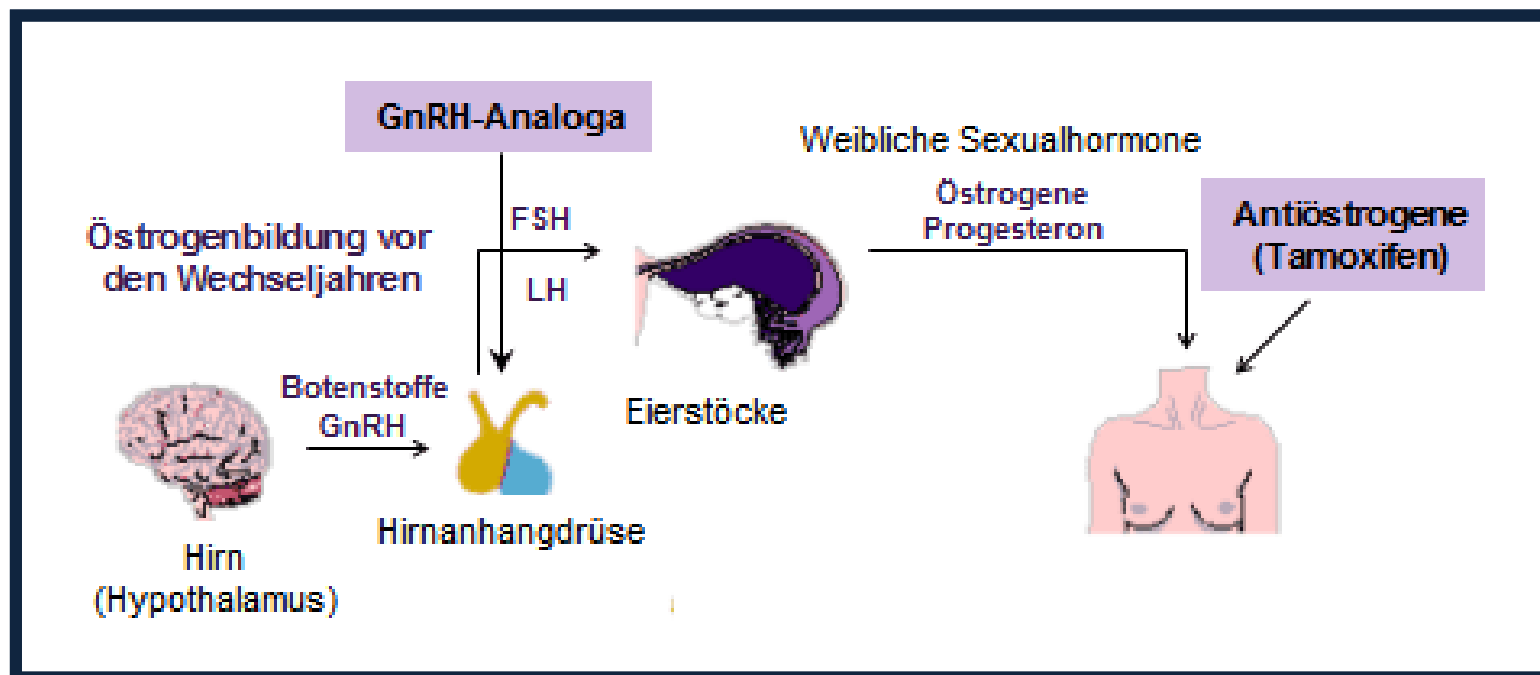 GnRH-Analoga
Weibliche Sexualhormone
Östrogene
Progesteron
Antiöstrogene
(Tamoxifen)
Östrogenbildung vor
den Wechseljahren
FSH
LH
Botenstoffe
GnRH
Eierstöcke
Hirnanhangdrüse
Hirn
(Hypothalamus)